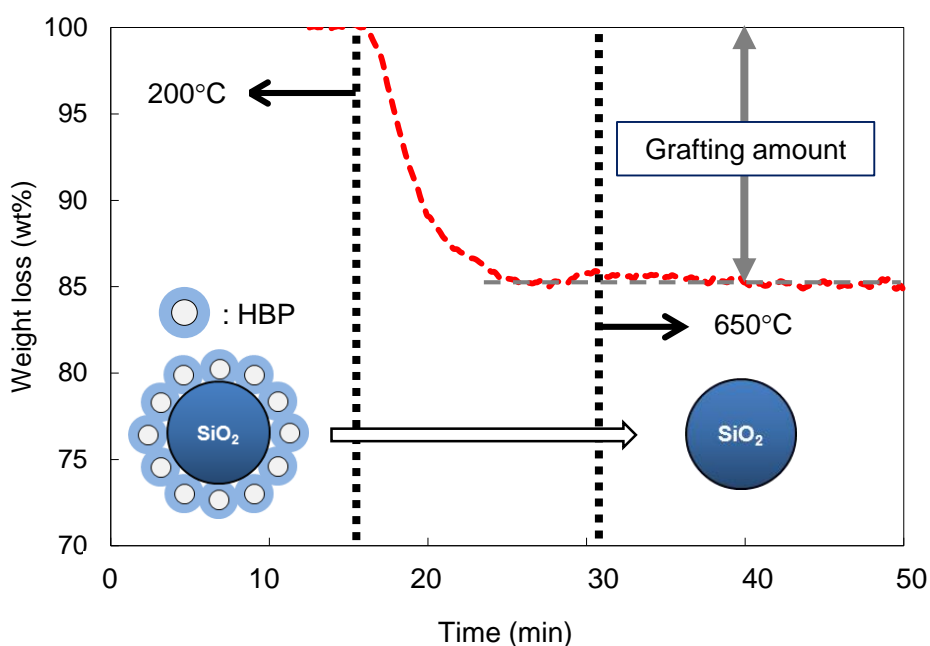 100
95
90
85
80
75
70
Weight loss (wt%)
200°C
Grafting amount
: HBP
650°C
SiO₂
SiO₂
0
10
20
30
40
50
Time (min)